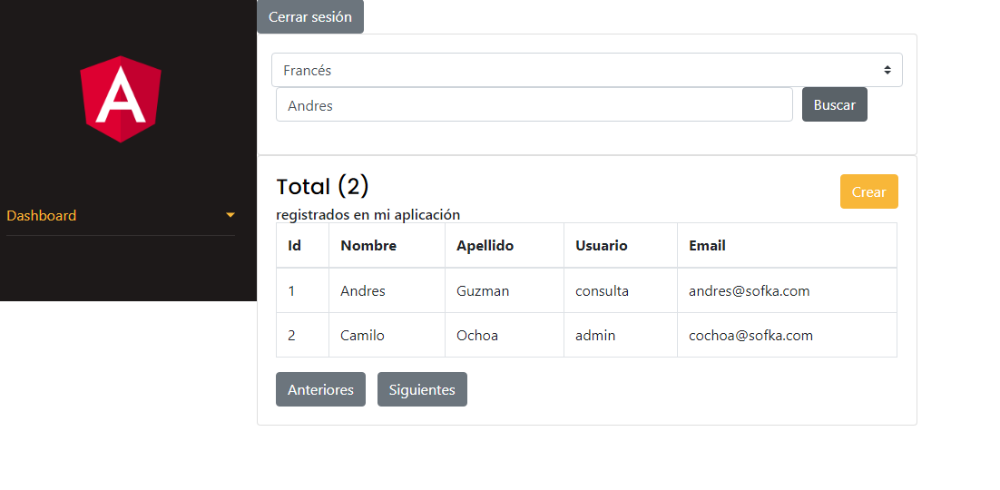 Cerrar sesión
Francés
Andres Buscar
Dashboard
Total (2) Crear
registrados en mi aplicación
Id Nombre Apellido Usuario Email
1 Andres Guzman consulta andres@sofka.com
2 Camilo Ochoa admin cochoa@sofka.com
Anteriores Siguientes